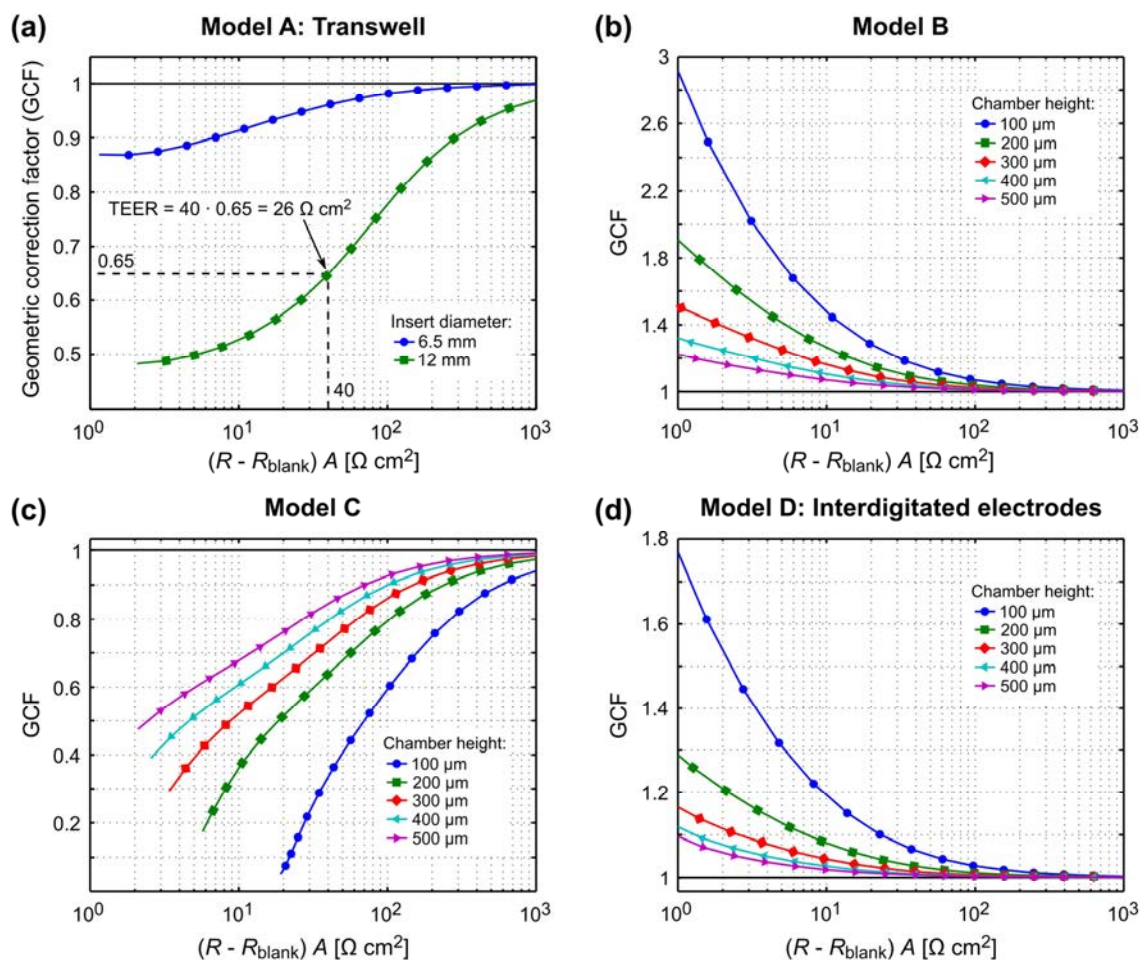 (a) Model A: Transwell
Geometric correction factor (GCF)
1
0.9
0.8
0.7
0.6
0.5
TEER = 40 · 0.65 = 26 Ω cm²
0.65
40
Insert diameter:
6.5 mm
12 mm
10⁰ 10¹ 10² 10³
(R - R_blank) A [Ω cm²]
(b) Model B
GCF
3
2.6
2.2
1.8
1.4
1
Chamber height:
100 µm
200 µm
300 µm
400 µm
500 µm
10⁰ 10¹ 10² 10³
(R - R_blank) A [Ω cm²]
(c) Model C
GCF
1
0.8
0.6
0.4
0.2
Chamber height:
100 µm
200 µm
300 µm
400 µm
500 µm
10⁰ 10¹ 10² 10³
(R - R_blank) A [Ω cm²]
(d) Model D: Interdigitated electrodes
GCF
1.8
1.6
1.4
1.2
1
Chamber height:
100 µm
200 µm
300 µm
400 µm
500 µm
10⁰ 10¹ 10² 10³
(R - R_blank) A [Ω cm²]